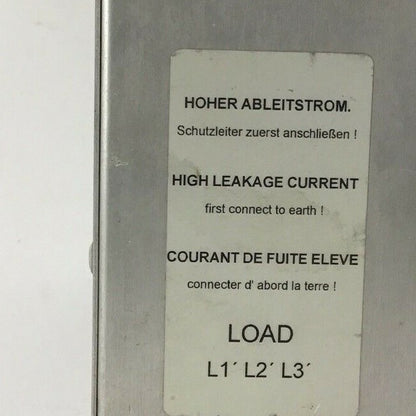 HOHER ABLEITSTROM.
Schutzleiter zuerst anschließen !
HIGH LEAKAGE CURRENT
first connect to earth !
COURANT DE FUITE ELEVE
connecter d' abord la terre !
LOAD
L1´ L2´ L3´